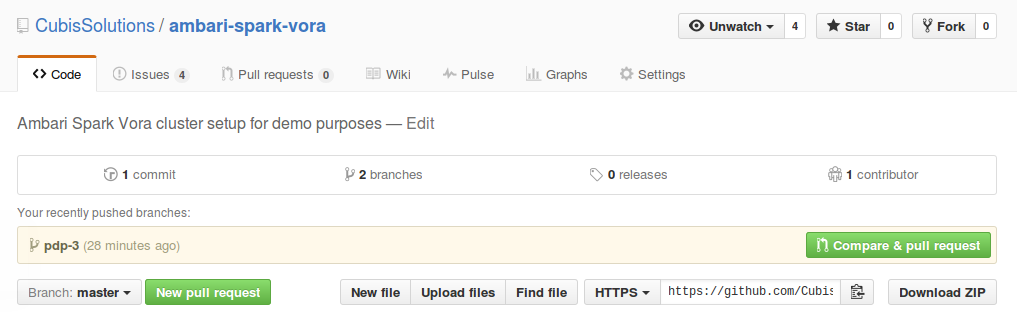 CubisSolutions / ambari-spark-vora Unwatch 4 Star 0 Fork 0
Code Issues 4 Pull requests 0 Wiki Pulse Graphs Settings
Ambari Spark Vora cluster setup for demo purposes — Edit
1 commit 2 branches 0 releases 1 contributor
Your recently pushed branches:
pdp-3 (28 minutes ago) Compare & pull request
Branch: master New pull request New file Upload files Find file HTTPS https://github.com/Cubis Download ZIP